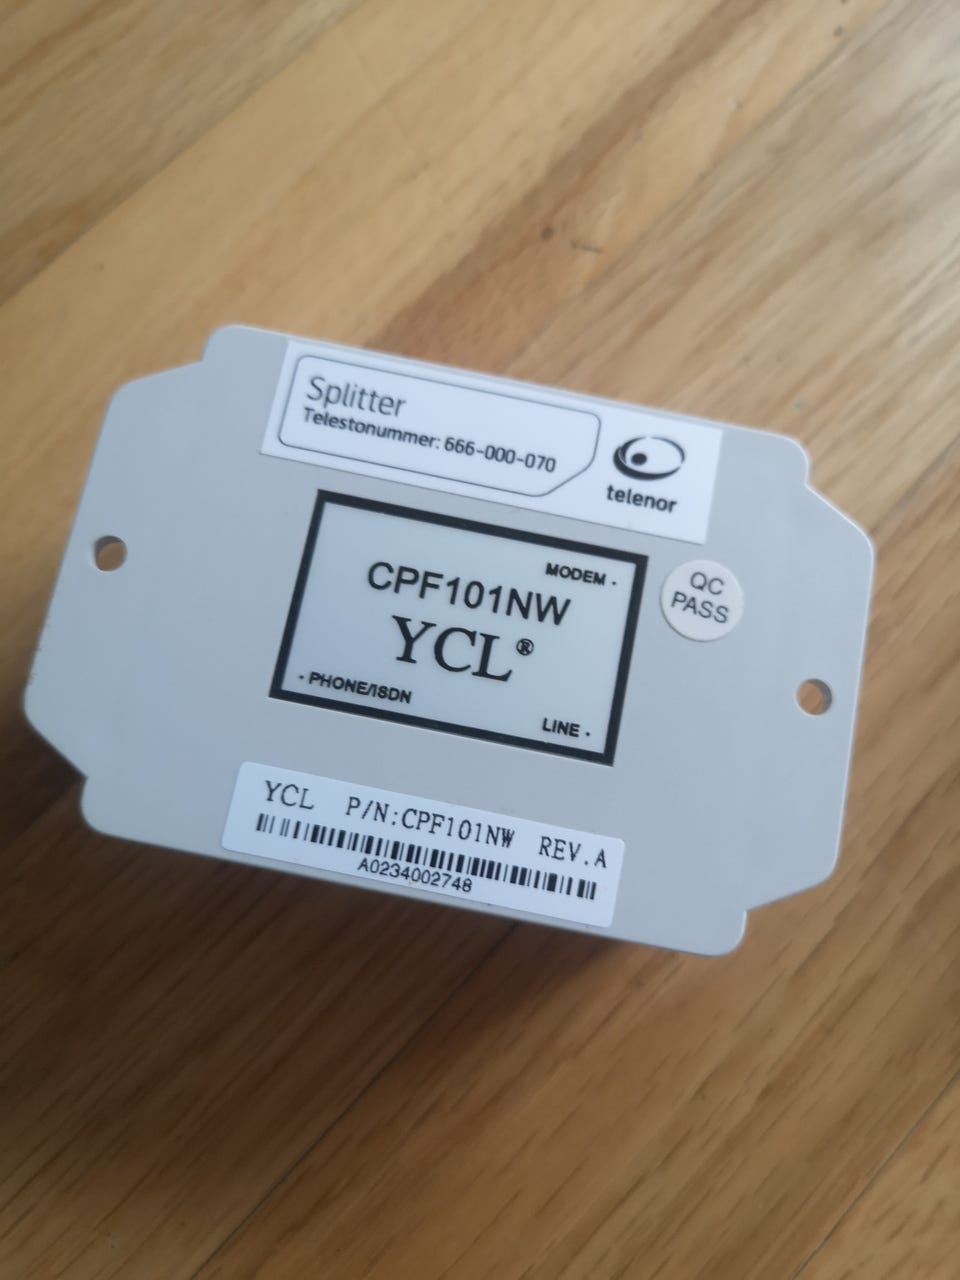 Splitter
Telestonummer: 666-000-070
telenor
MODEM
CPF101NW
YCL®
PHONE/ISDN
LINE
QC
PASS
YCL P/N:CPF101NW REV.A
A0234002748